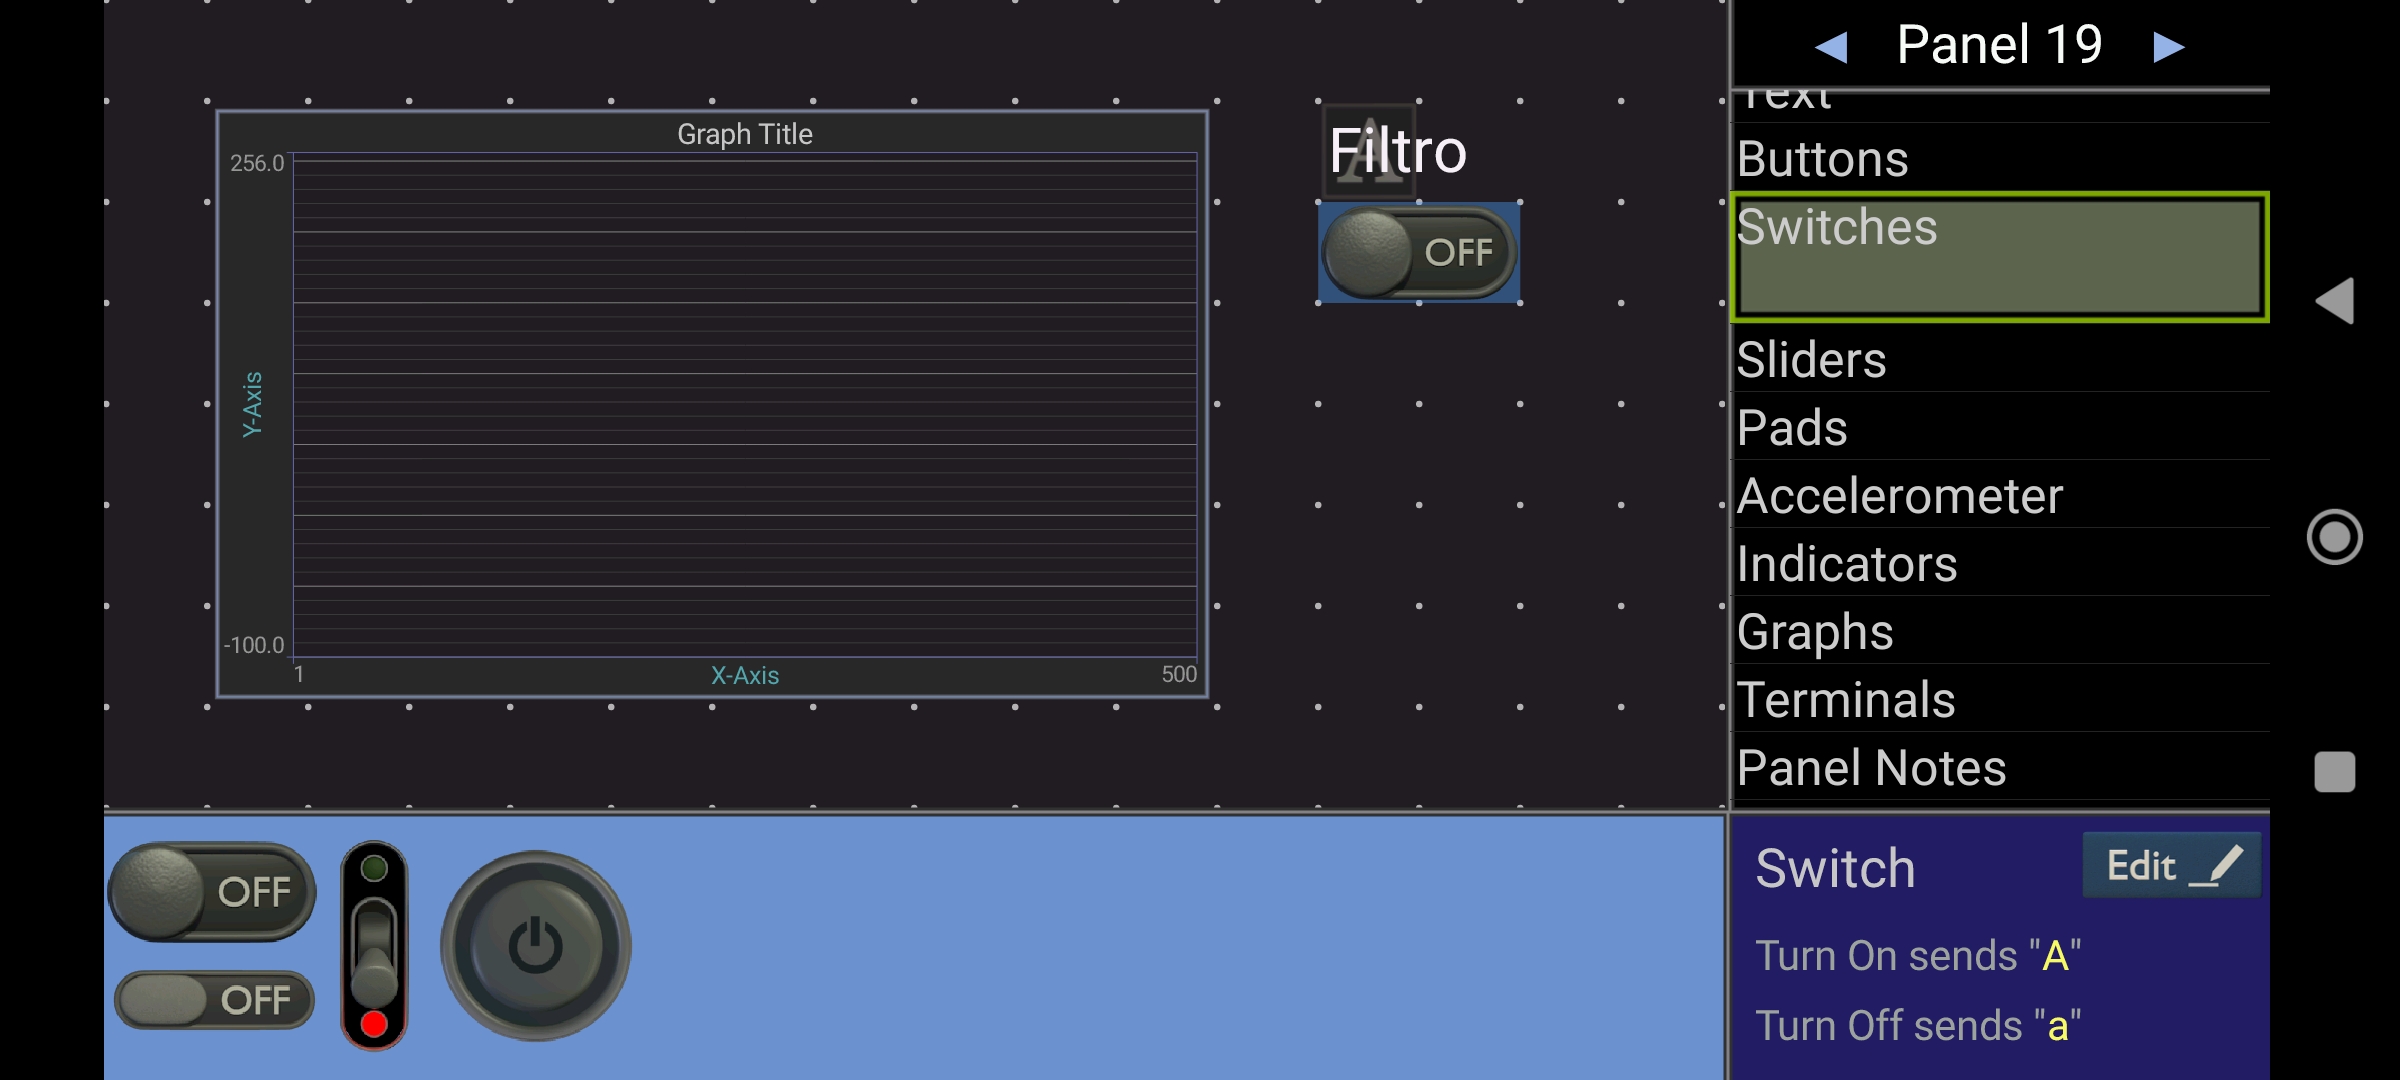 Panel 19
Text
Buttons
Switches
Sliders
Pads
Accelerometer
Indicators
Graphs
Terminals
Panel Notes
Graph Title
256.0
Y-Axis
-100.0
1
X-Axis
500
A
Filtro
OFF
OFF
OFF
Switch
Edit
Turn On sends "A"
Turn Off sends "a"